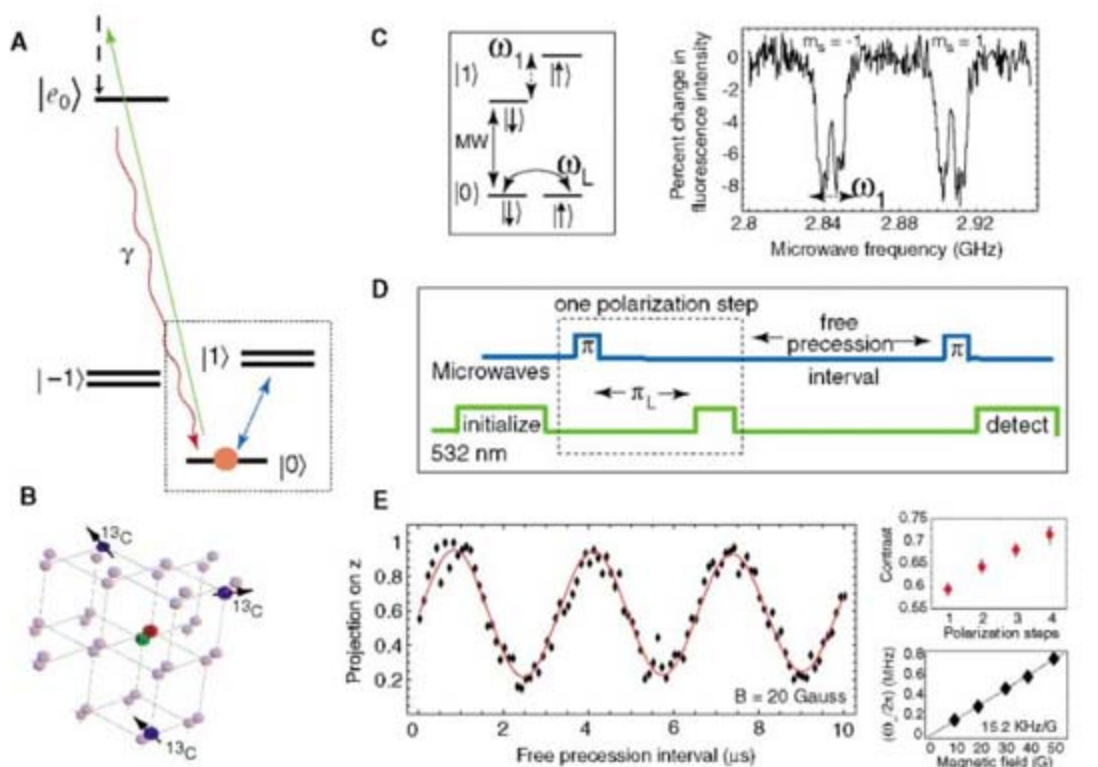 A
|e₀⟩
γ
|1⟩
|−1⟩
|0⟩
B
¹³C
¹³C
¹³C
C
ω₁
|1⟩
|↑⟩
|↓⟩
MW
ω_L
|0⟩
|↓⟩
|↑⟩
Percent change in
fluorescence intensity
0
-2
-4
-6
-8
mₛ = -1
mₛ = 1
ω₁
2.8
2.84
2.88
2.92
Microwave frequency (GHz)
D
one polarization step
π
free
precession
interval
π
Microwaves
π_L
initialize
detect
532 nm
E
Projection on z
1
0.8
0.6
0.4
0.2
B = 20 Gauss
0
2
4
6
8
10
Free precession interval (μs)
Contrast
0.75
0.7
0.65
0.6
0.55
1
2
3
4
Polarization steps
/2π) (MHz)
0.8
0.6
0.4
0.2
0
15.2 KHz/G
0
10
20
30
40
50
Magnetic field (G)